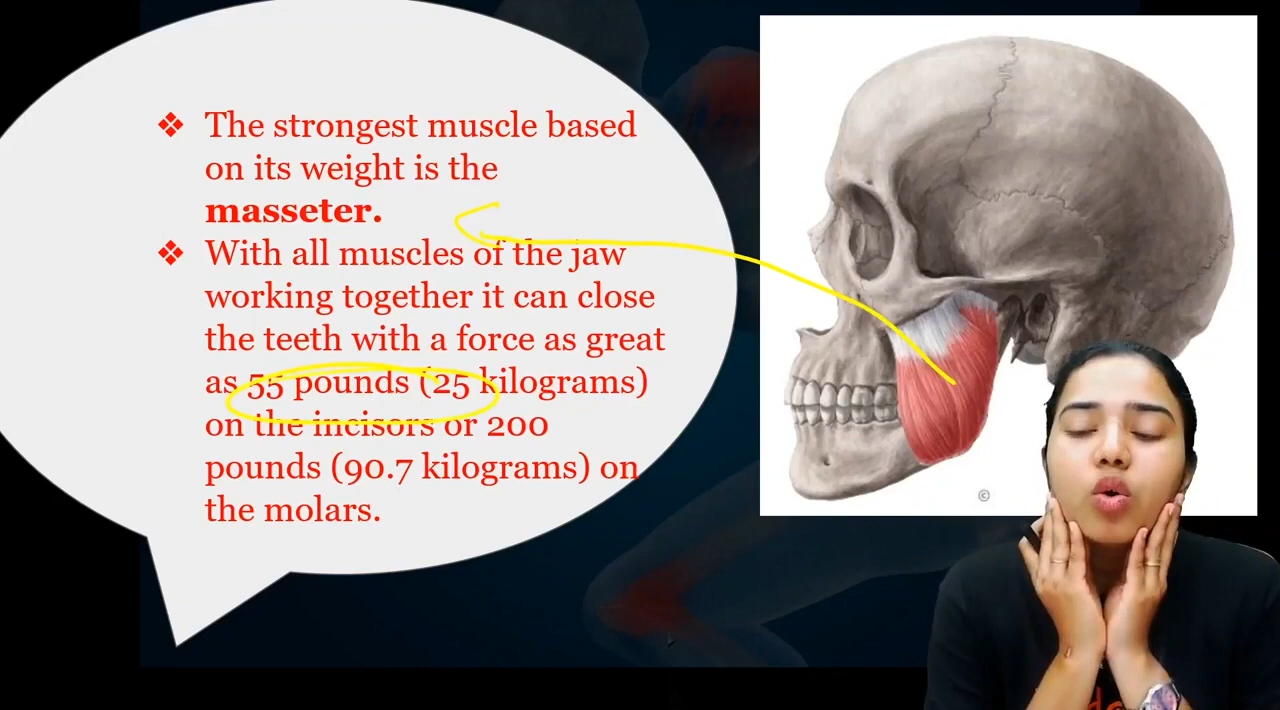 ❖ The strongest muscle based
on its weight is the
masseter.
❖ With all muscles of the jaw
working together it can close
the teeth with a force as great
as 55 pounds (25 kilograms)
on the incisors or 200
pounds (90.7 kilograms) on
the molars.
©